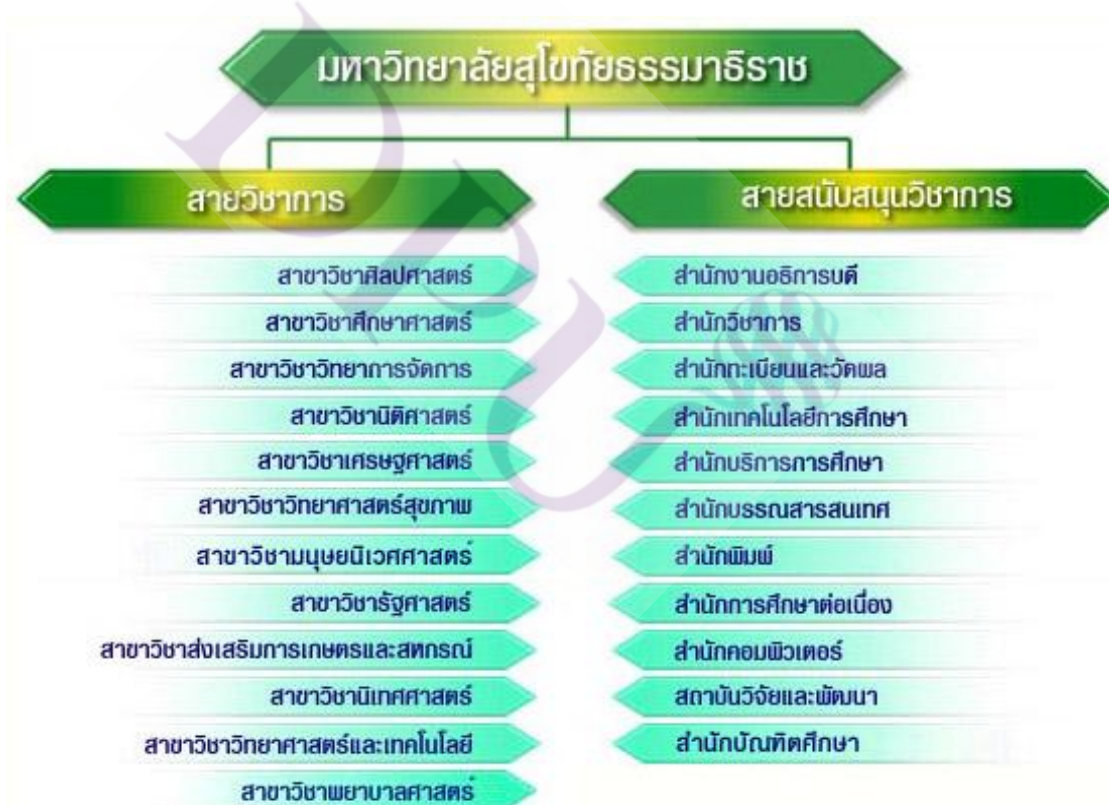 มหาวิทยาลัยสุโขทัยธรรมาธิราช
สายวิชาการ
สาขาวิชาศิลปศาสตร์
สาขาวิชาศึกษาศาสตร์
สาขาวิชาวิทยาการจัดการ
สาขาวิชานิติศาสตร์
สาขาวิชาเศรษฐศาสตร์
สาขาวิชาวิทยาศาสตร์สุขภาพ
สาขาวิชามนุษยนิเวศศาสตร์
สาขาวิชารัฐศาสตร์
สาขาวิชาส่งเสริมการเกษตรและสหกรณ์
สาขาวิชานิเทศศาสตร์
สาขาวิชาวิทยาศาสตร์และเทคโนโลยี
สาขาวิชาพยาบาลศาสตร์
สายสนับสนุนวิชาการ
สำนักงานอธิการบดี
สำนักวิชาการ
สำนักทะเบียนและวัดผล
สำนักเทคโนโลยีการศึกษา
สำนักบริการการศึกษา
สำนักบรรณสารสนเทศ
สำนักพิมพ์
สำนักการศึกษาต่อเนื่อง
สำนักคอมพิวเตอร์
สถาบันวิจัยและพัฒนา
สำนักบัณฑิตศึกษา
DPU